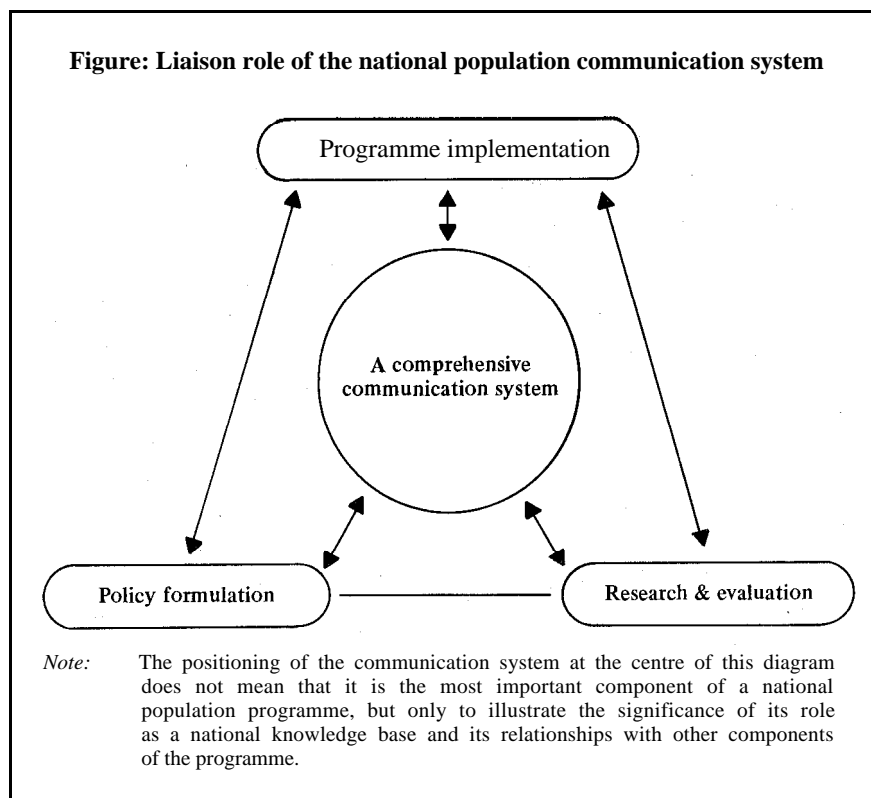 Figure: Liaison role of the national population communication system
Programme implementation
A comprehensive
communication system
Policy formulation
Research & evaluation
Note: The positioning of the communication system at the centre of this diagram
does not mean that it is the most important component of a national
population programme, but only to illustrate the significance of its role
as a national knowledge base and its relationships with other components
of the programme.